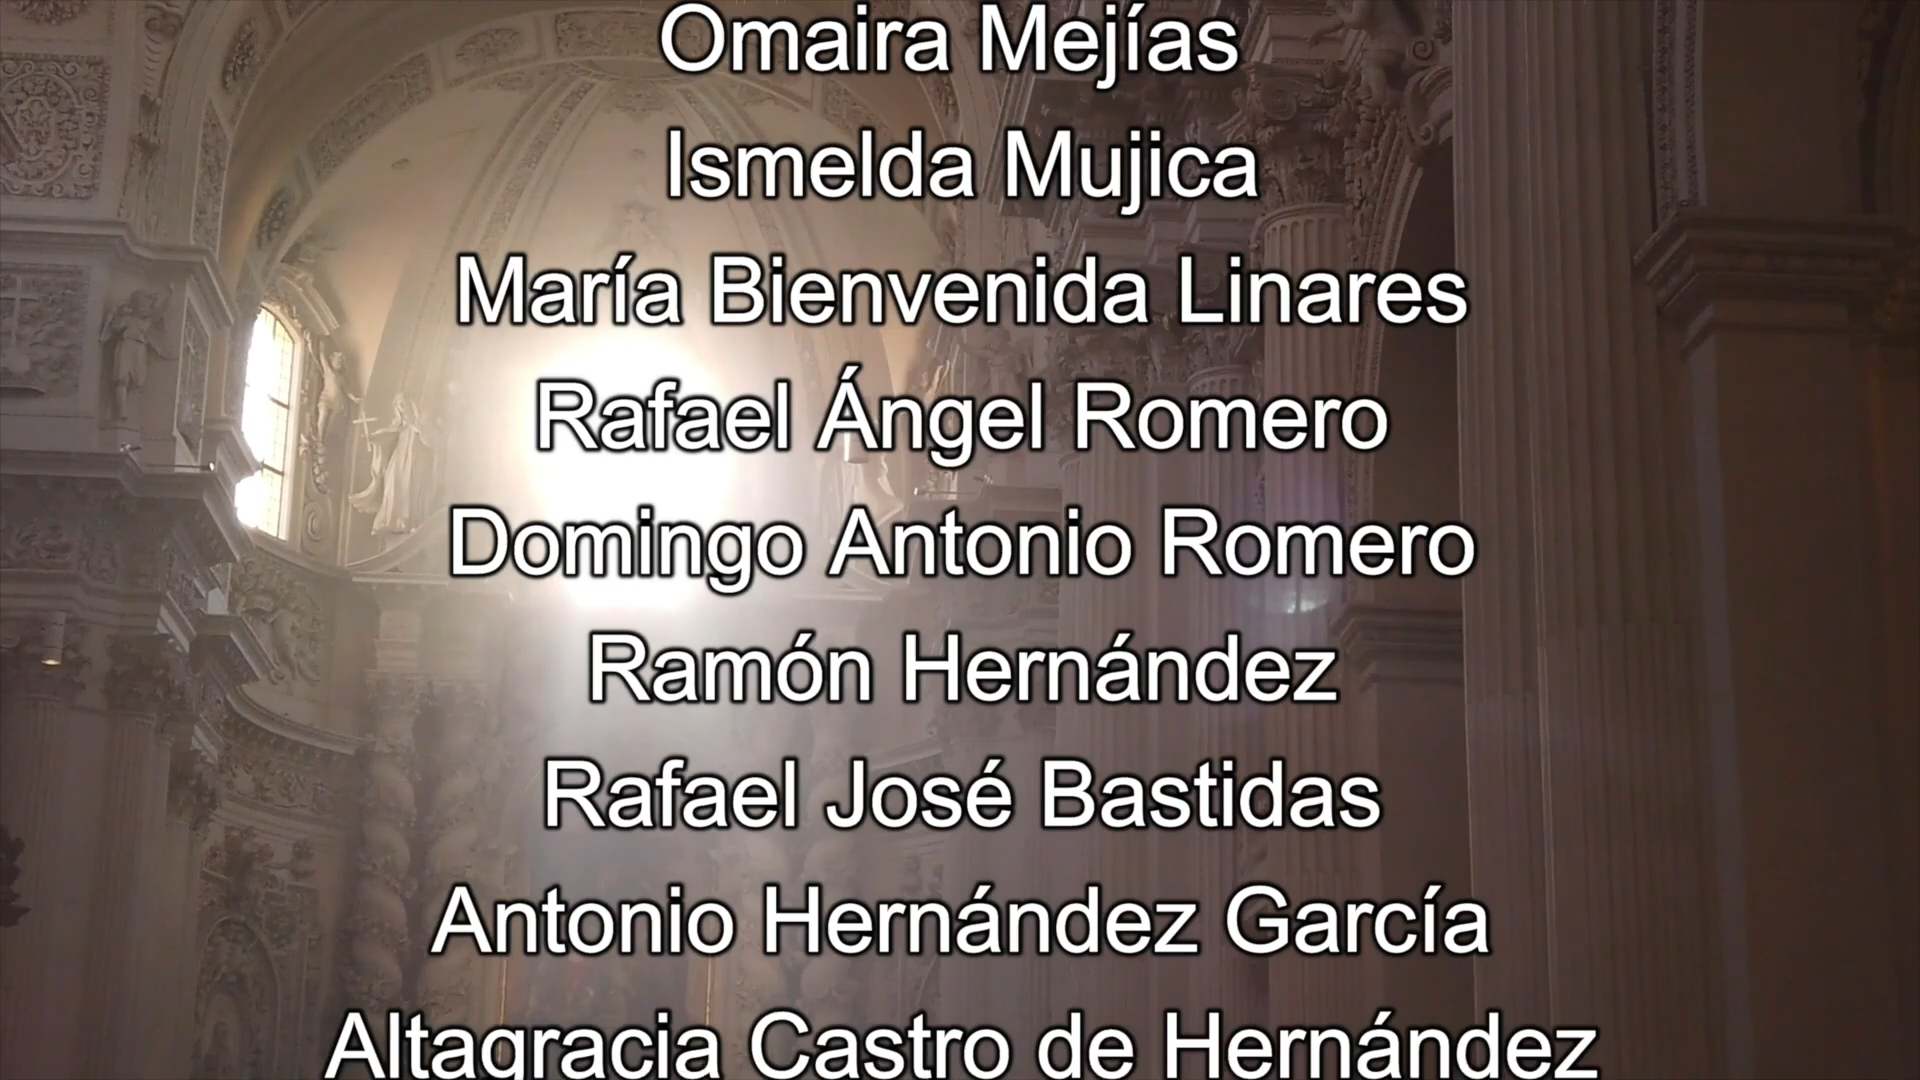 Omaira Mejías
Ismelda Mujica
María Bienvenida Linares
Rafael Ángel Romero
Domingo Antonio Romero
Ramón Hernández
Rafael José Bastidas
Antonio Hernández García
Altagracia Castro de Hernández